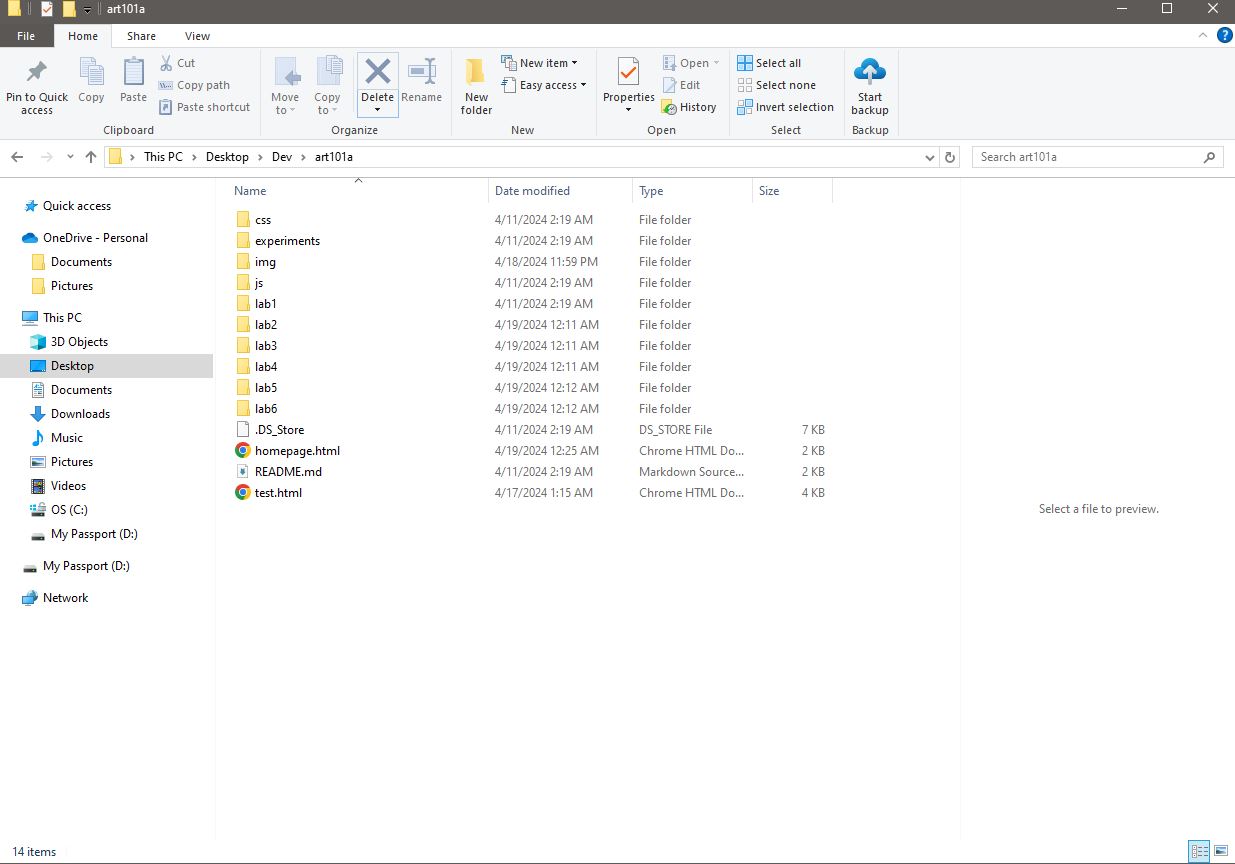 art101a
File Home Share View
Pin to Quick access
Copy
Paste
Cut
Copy path
Paste shortcut
Clipboard
Move to
Copy to
Delete
Rename
Organize
New folder
New item
Easy access
New
Properties
Open
Edit
History
Open
Select all
Select none
Invert selection
Select
Start backup
Backup
This PC > Desktop > Dev > art101a
Search art101a
Quick access
OneDrive - Personal
Documents
Pictures
This PC
3D Objects
Desktop
Documents
Downloads
Music
Pictures
Videos
OS (C:)
My Passport (D:)
My Passport (D:)
Network
Name Date modified Type Size
css 4/11/2024 2:19 AM File folder
experiments 4/11/2024 2:19 AM File folder
img 4/18/2024 11:59 PM File folder
js 4/11/2024 2:19 AM File folder
lab1 4/11/2024 2:19 AM File folder
lab2 4/19/2024 12:11 AM File folder
lab3 4/19/2024 12:11 AM File folder
lab4 4/19/2024 12:11 AM File folder
lab5 4/19/2024 12:12 AM File folder
lab6 4/19/2024 12:12 AM File folder
.DS_Store 4/11/2024 2:19 AM DS_STORE File 7 KB
homepage.html 4/19/2024 12:25 AM Chrome HTML Do... 2 KB
README.md 4/11/2024 2:19 AM Markdown Source... 2 KB
test.html 4/17/2024 1:15 AM Chrome HTML Do... 4 KB
Select a file to preview.
14 items